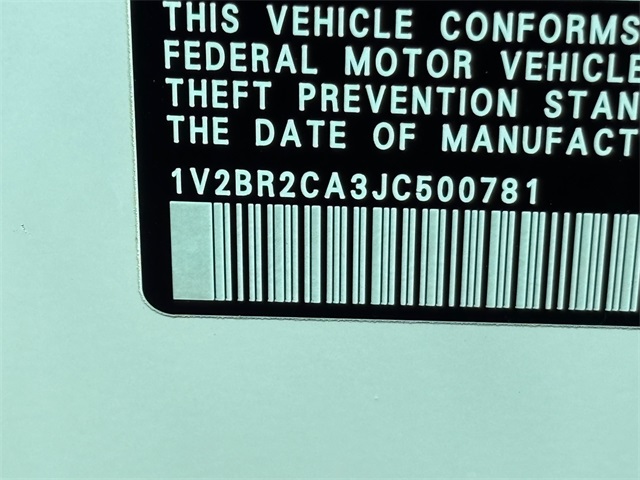 THIS VEHICLE CONFORMS
FEDERAL MOTOR VEHICLE
THEFT PREVENTION STAN
THE DATE OF MANUFACT
1V2BR2CA3JC500781